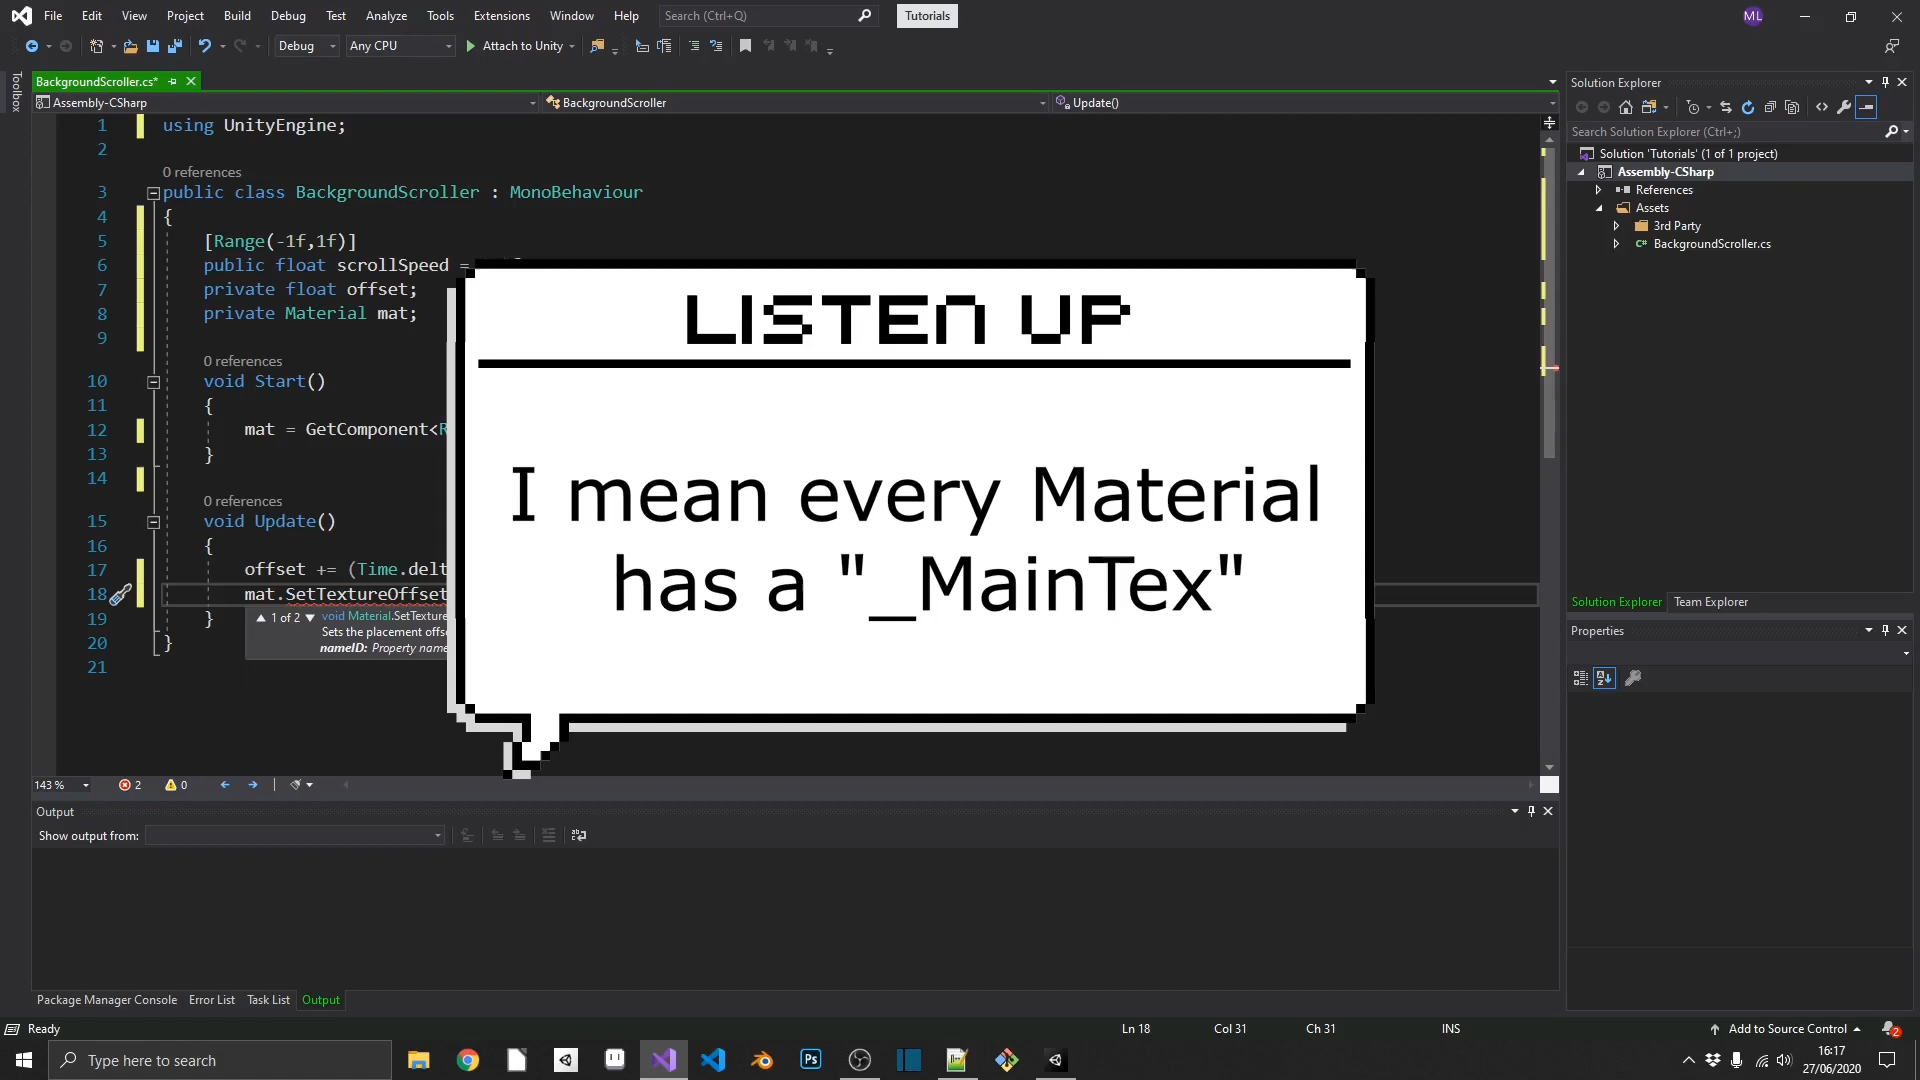 File Edit View Project Build Debug Test Analyze Tools Extensions Window Help Search (Ctrl+Q) Tutorials ML
Debug Any CPU Attach to Unity
Toolbox
BackgroundScroller.cs*
Assembly-CSharp BackgroundScroller Update()
1 using UnityEngine;
2
0 references
3 public class BackgroundScroller : MonoBehaviour
4 {
5 [Range(-1f,1f)]
6 public float scrollSpeed =
7 private float offset;
8 private Material mat;
9
0 references
10 void Start()
11 {
12 mat = GetComponent<R
13 }
14
0 references
15 void Update()
16 {
17 offset += (Time.delt
18 mat.SetTextureOffset
19 }
20 }
21
1 of 2 void Material.SetTexture
Sets the placement offs
nameID: Property name
LISTEN UP
I mean every Material
has a "_MainTex"
143 % 2 0
Output
Show output from:
Package Manager Console Error List Task List Output
Solution Explorer
Search Solution Explorer (Ctrl+;)
Solution 'Tutorials' (1 of 1 project)
Assembly-CSharp
References
Assets
3rd Party
C# BackgroundScroller.cs
Solution Explorer Team Explorer
Properties
Ready Ln 18 Col 31 Ch 31 INS Add to Source Control 2
Type here to search Ps
16:17
27/06/2020